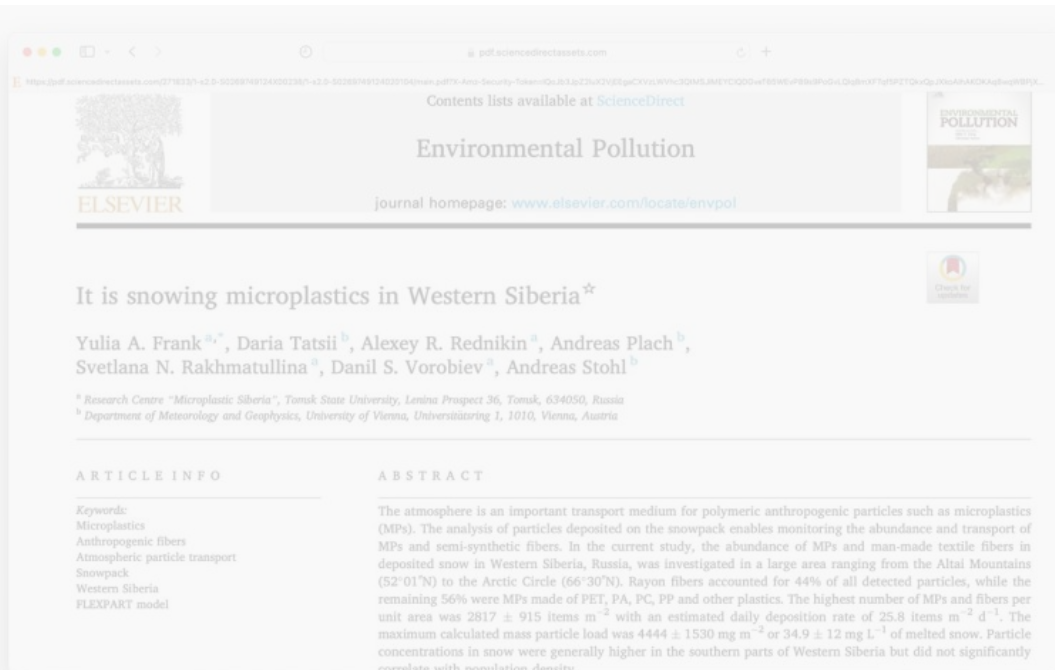 pdf.sciencedirectassets.com
Contents lists available at ScienceDirect
ENVIRONMENTAL
POLLUTION
Environmental Pollution
ELSEVIER
journal homepage: www.elsevier.com/locate/envpol
Check for
updates
It is snowing microplastics in Western Siberia☆
Yulia A. Frank a,*, Daria Tatsii b, Alexey R. Rednikin a, Andreas Plach b,
Svetlana N. Rakhmatullina a, Danil S. Vorobiev a, Andreas Stohl b
a Research Centre "Microplastic Siberia", Tomsk State University, Lenina Prospect 36, Tomsk, 634050, Russia
b Department of Meteorology and Geophysics, University of Vienna, Universitätsring 1, 1010, Vienna, Austria
ARTICLE INFO
Keywords:
Microplastics
Anthropogenic fibers
Atmospheric particle transport
Snowpack
Western Siberia
FLEXPART model
ABSTRACT
The atmosphere is an important transport medium for polymeric anthropogenic particles such as microplastics
(MPs). The analysis of particles deposited on the snowpack enables monitoring the abundance and transport of
MPs and semi-synthetic fibers. In the current study, the abundance of MPs and man-made textile fibers in
deposited snow in Western Siberia, Russia, was investigated in a large area ranging from the Altai Mountains
(52°01′N) to the Arctic Circle (66°30′N). Rayon fibers accounted for 44% of all detected particles, while the
remaining 56% were MPs made of PET, PA, PC, PP and other plastics. The highest number of MPs and fibers per
unit area was 2817 ± 915 items m−2 with an estimated daily deposition rate of 25.8 items m−2 d−1. The
maximum calculated mass particle load was 4444 ± 1530 mg m−2 or 34.9 ± 12 mg L−1 of melted snow. Particle
concentrations in snow were generally higher in the southern parts of Western Siberia but did not significantly
correlate with population density.